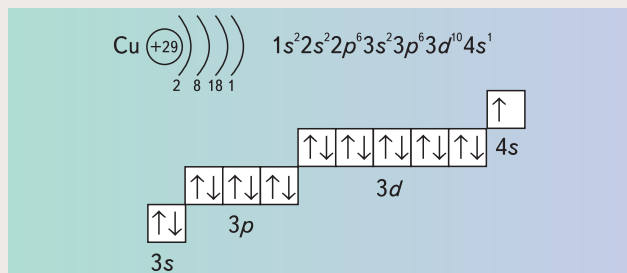 Cu +29 1s²2s²2p⁶3s²3p⁶3d¹⁰4s¹
2 8 18 1
↑
↑↓ ↑↓ ↑↓ ↑↓ ↑↓ 4s
↑↓ ↑↓ ↑↓ 3d
↑↓ 3p
3s